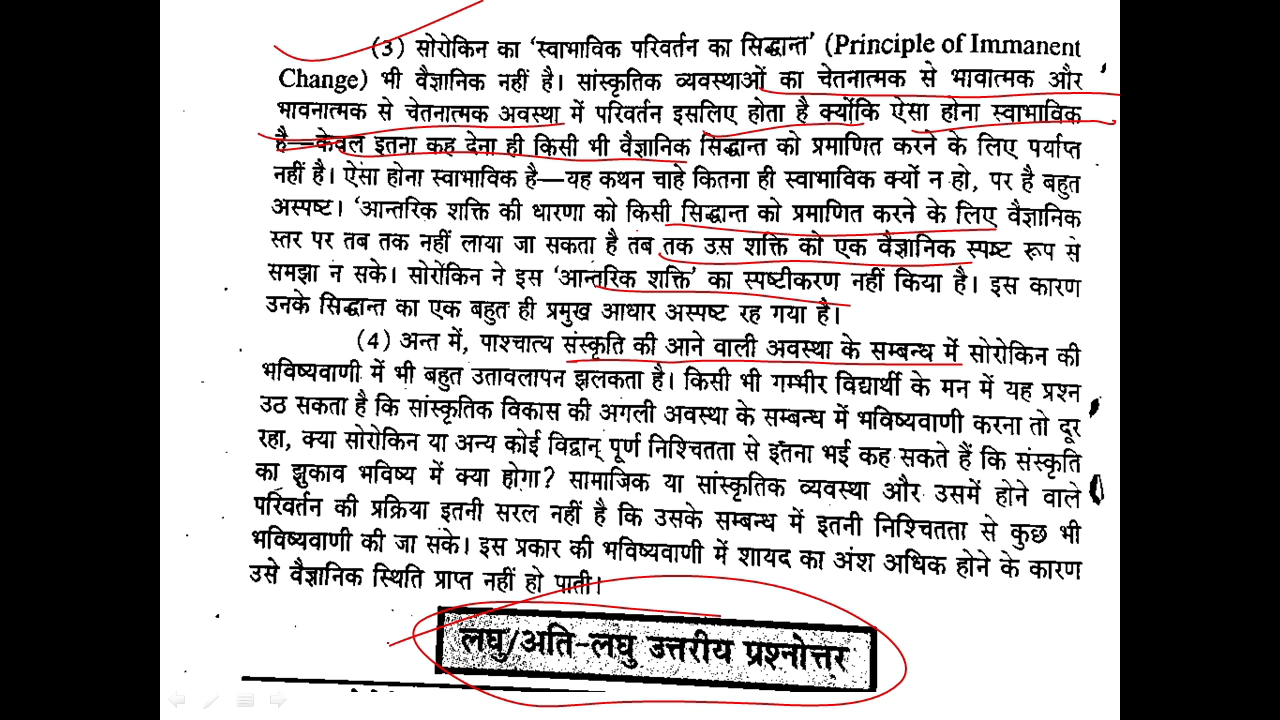 (3) सोरोकिन का 'स्वाभाविक परिवर्तन का सिद्धान्त' (Principle of Immanent
Change) भी वैज्ञानिक नहीं है। सांस्कृतिक व्यवस्थाओं का चेतनात्मक से भावात्मक और
भावनात्मक से चेतनात्मक अवस्था में परिवर्तन इसलिए होता है क्योंकि ऐसा होना स्वाभाविक
है—केवल इतना कह देना ही किसी भी वैज्ञानिक सिद्धान्त को प्रमाणित करने के लिए पर्याप्त
नहीं है। ऐसा होना स्वाभाविक है—यह कथन चाहे कितना ही स्वाभाविक क्यों न हो, पर है बहुत
अस्पष्ट। 'आन्तरिक शक्ति की धारणा को किसी सिद्धान्त को प्रमाणित करने के लिए वैज्ञानिक
स्तर पर तब तक नहीं लाया जा सकता है तब तक उस शक्ति को एक वैज्ञानिक स्पष्ट रूप से
समझा न सके। सोरोकिन ने इस 'आन्तरिक शक्ति' का स्पष्टीकरण नहीं किया है। इस कारण
उनके सिद्धान्त का एक बहुत ही प्रमुख आधार अस्पष्ट रह गया है।
(4) अन्त में, पाश्चात्य संस्कृति की आने वाली अवस्था के सम्बन्ध में सोरोकिन की
भविष्यवाणी में भी बहुत उतावलापन झलकता है। किसी भी गम्भीर विद्यार्थी के मन में यह प्रश्न
उठ सकता है कि सांस्कृतिक विकास की अगली अवस्था के सम्बन्ध में भविष्यवाणी करना तो दूर
रहा, क्या सोरोकिन या अन्य कोई विद्वान् पूर्ण निश्चितता से इतना भई कह सकते हैं कि संस्कृति
का झुकाव भविष्य में क्या होगा? सामाजिक या सांस्कृतिक व्यवस्था और उसमें होने वाले
परिवर्तन की प्रक्रिया इतनी सरल नहीं है कि उसके सम्बन्ध में इतनी निश्चितता से कुछ भी
भविष्यवाणी की जा सके। इस प्रकार की भविष्यवाणी में शायद का अंश अधिक होने के कारण
उसे वैज्ञानिक स्थिति प्राप्त नहीं हो पाती।
लघु/अति-लघु उत्तरीय प्रश्नोत्तर